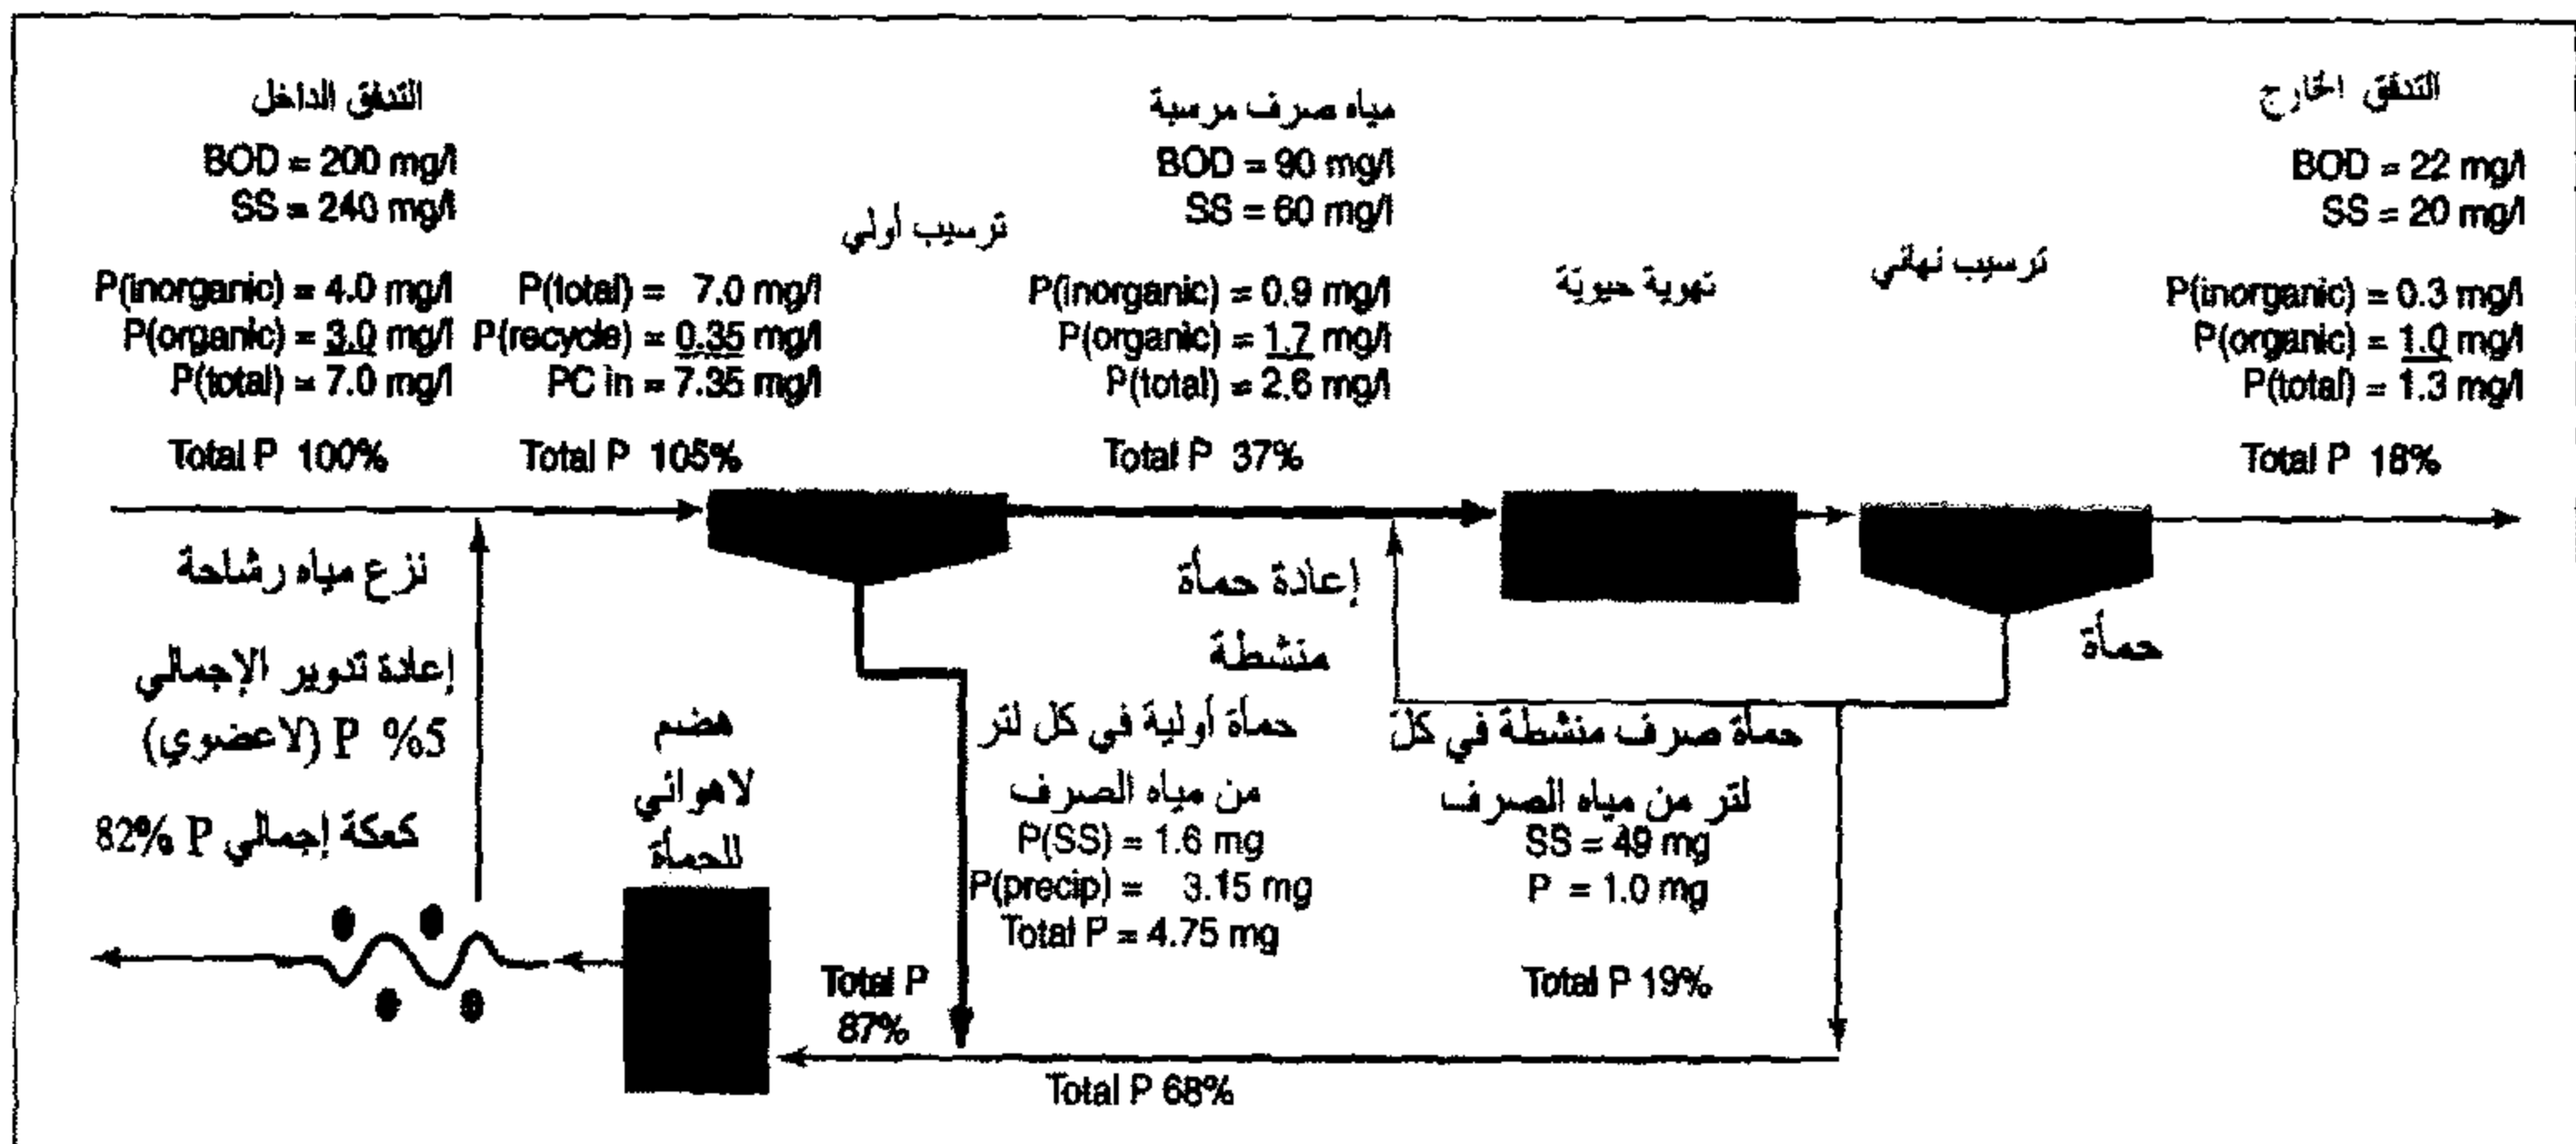 التدفق الداخل
BOD = 200 mg/l
SS = 240 mg/l
P(inorganic) = 4.0 mg/l
P(organic) = 3.0 mg/l
P(total) = 7.0 mg/l
Total P 100%
P(total) = 7.0 mg/l
P(recycle) = 0.35 mg/l
PC in = 7.35 mg/l
Total P 105%
ترسيب أولي
مياه صرف مرسبة
BOD = 90 mg/l
SS = 60 mg/l
P(inorganic) = 0.9 mg/l
P(organic) = 1.7 mg/l
P(total) = 2.6 mg/l
Total P 37%
تهوية حيوية
ترسيب نهائي
التدفق الخارج
BOD = 22 mg/l
SS = 20 mg/l
P(inorganic) = 0.3 mg/l
P(organic) = 1.0 mg/l
P(total) = 1.3 mg/l
Total P 18%
نزع مياه رشاحة
إعادة تدوير الإجمالي
5% P (لاعضوي)
كعكة إجمالي P 82%
هضم
لاهوائي
للحمأة
إعادة حمأة
منشطة
حمأة أولية في كل لتر
من مياه الصرف
P(SS) = 1.6 mg
P(precip) = 3.15 mg
Total P = 4.75 mg
حمأة صرف منشطة في كل
لتر من مياه الصرف
SS = 49 mg
P = 1.0 mg
Total P 19%
حمأة
Total P
87%
Total P 68%